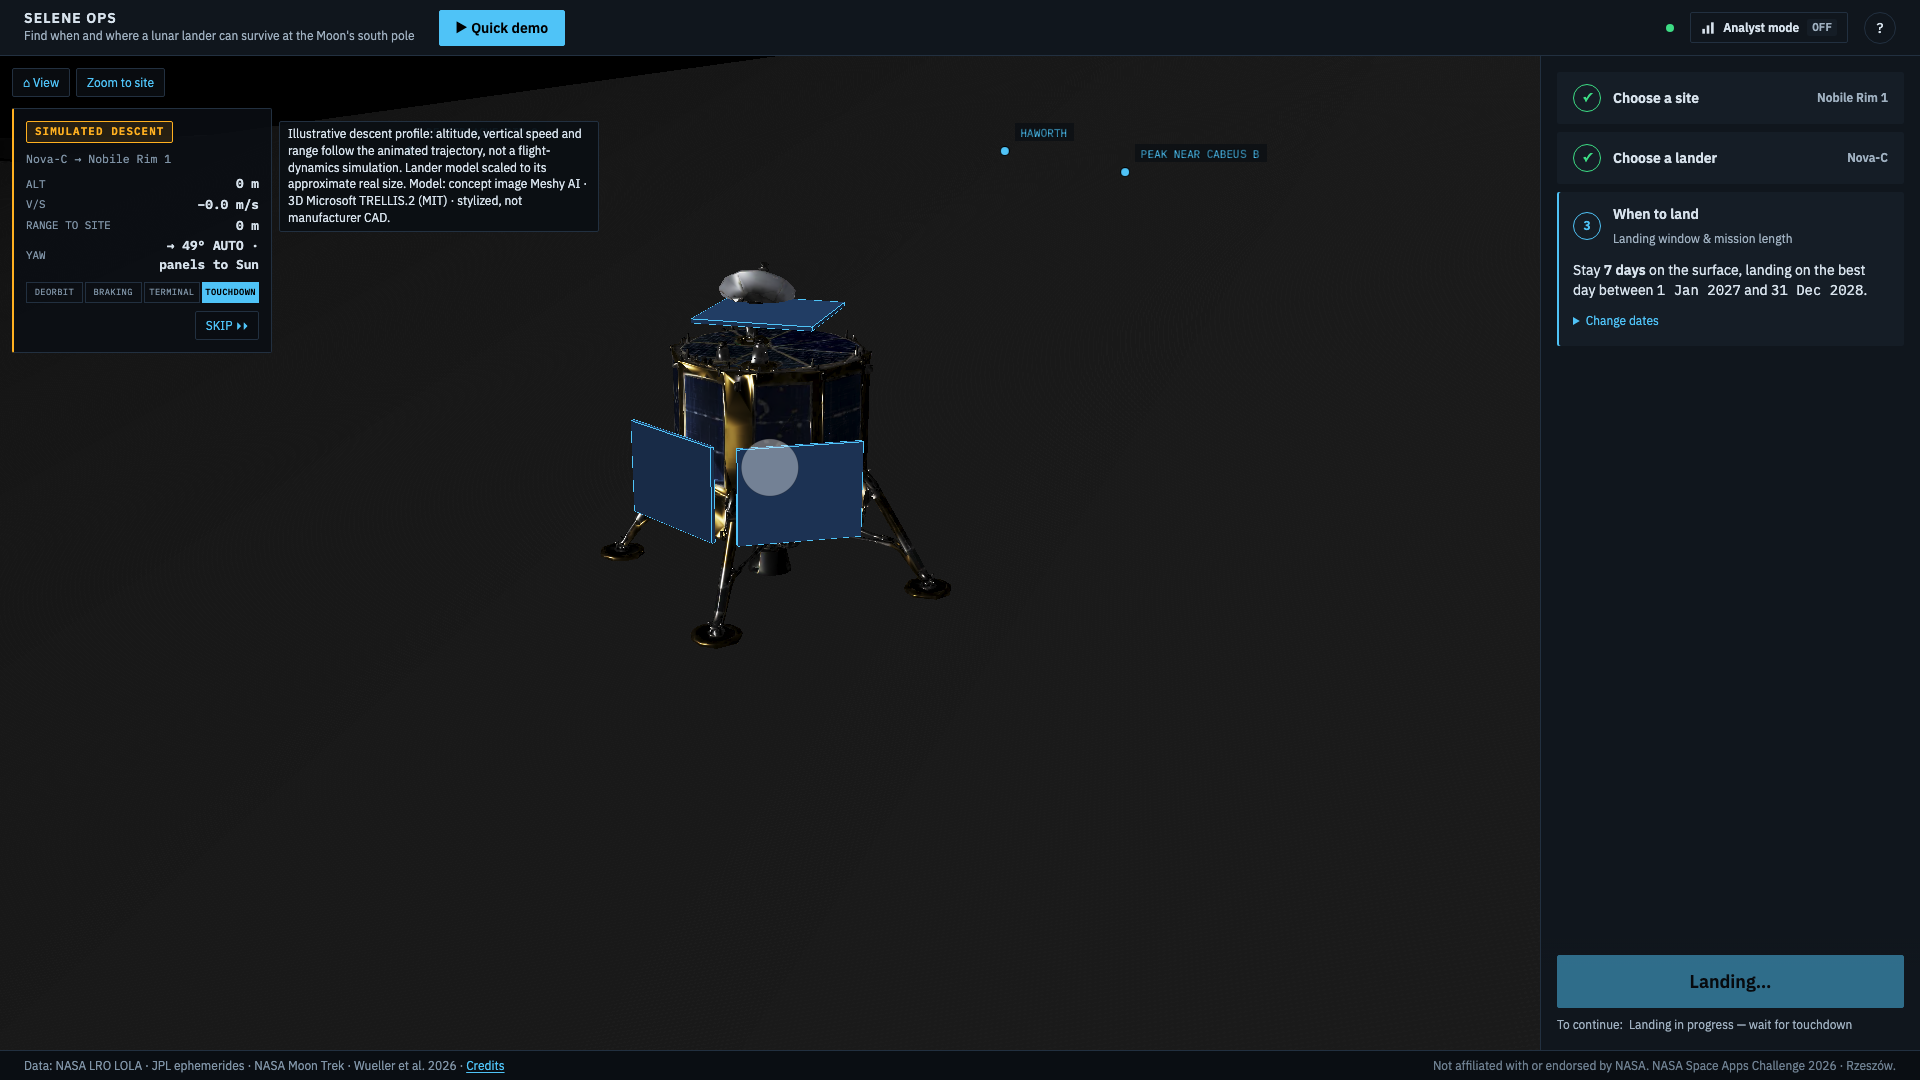 SELENE OPS
Find when and where a lunar lander can survive at the Moon's south pole
▶ Quick demo
Analyst mode OFF
?
⌂ View
Zoom to site
SIMULATED DESCENT
Nova-C → Nobile Rim 1
ALT 0 m
V/S −0.0 m/s
RANGE TO SITE 0 m
YAW → 49° AUTO ·
panels to Sun
DEORBIT BRAKING TERMINAL TOUCHDOWN
SKIP
Illustrative descent profile: altitude, vertical speed and
range follow the animated trajectory, not a flight-
dynamics simulation. Lander model scaled to its
approximate real size. Model: concept image Meshy AI ·
3D Microsoft TRELLIS.2 (MIT) · stylized, not
manufacturer CAD.
HAWORTH
PEAK NEAR CABEUS B
✓ Choose a site Nobile Rim 1
✓ Choose a lander Nova-C
3
When to land
Landing window & mission length
Stay 7 days on the surface, landing on the best
day between 1 Jan 2027 and 31 Dec 2028.
▶ Change dates
Landing…
To continue: Landing in progress — wait for touchdown
Data: NASA LRO LOLA · JPL ephemerides · NASA Moon Trek · Wueller et al. 2026 · Credits
Not affiliated with or endorsed by NASA. NASA Space Apps Challenge 2026 · Rzeszów.